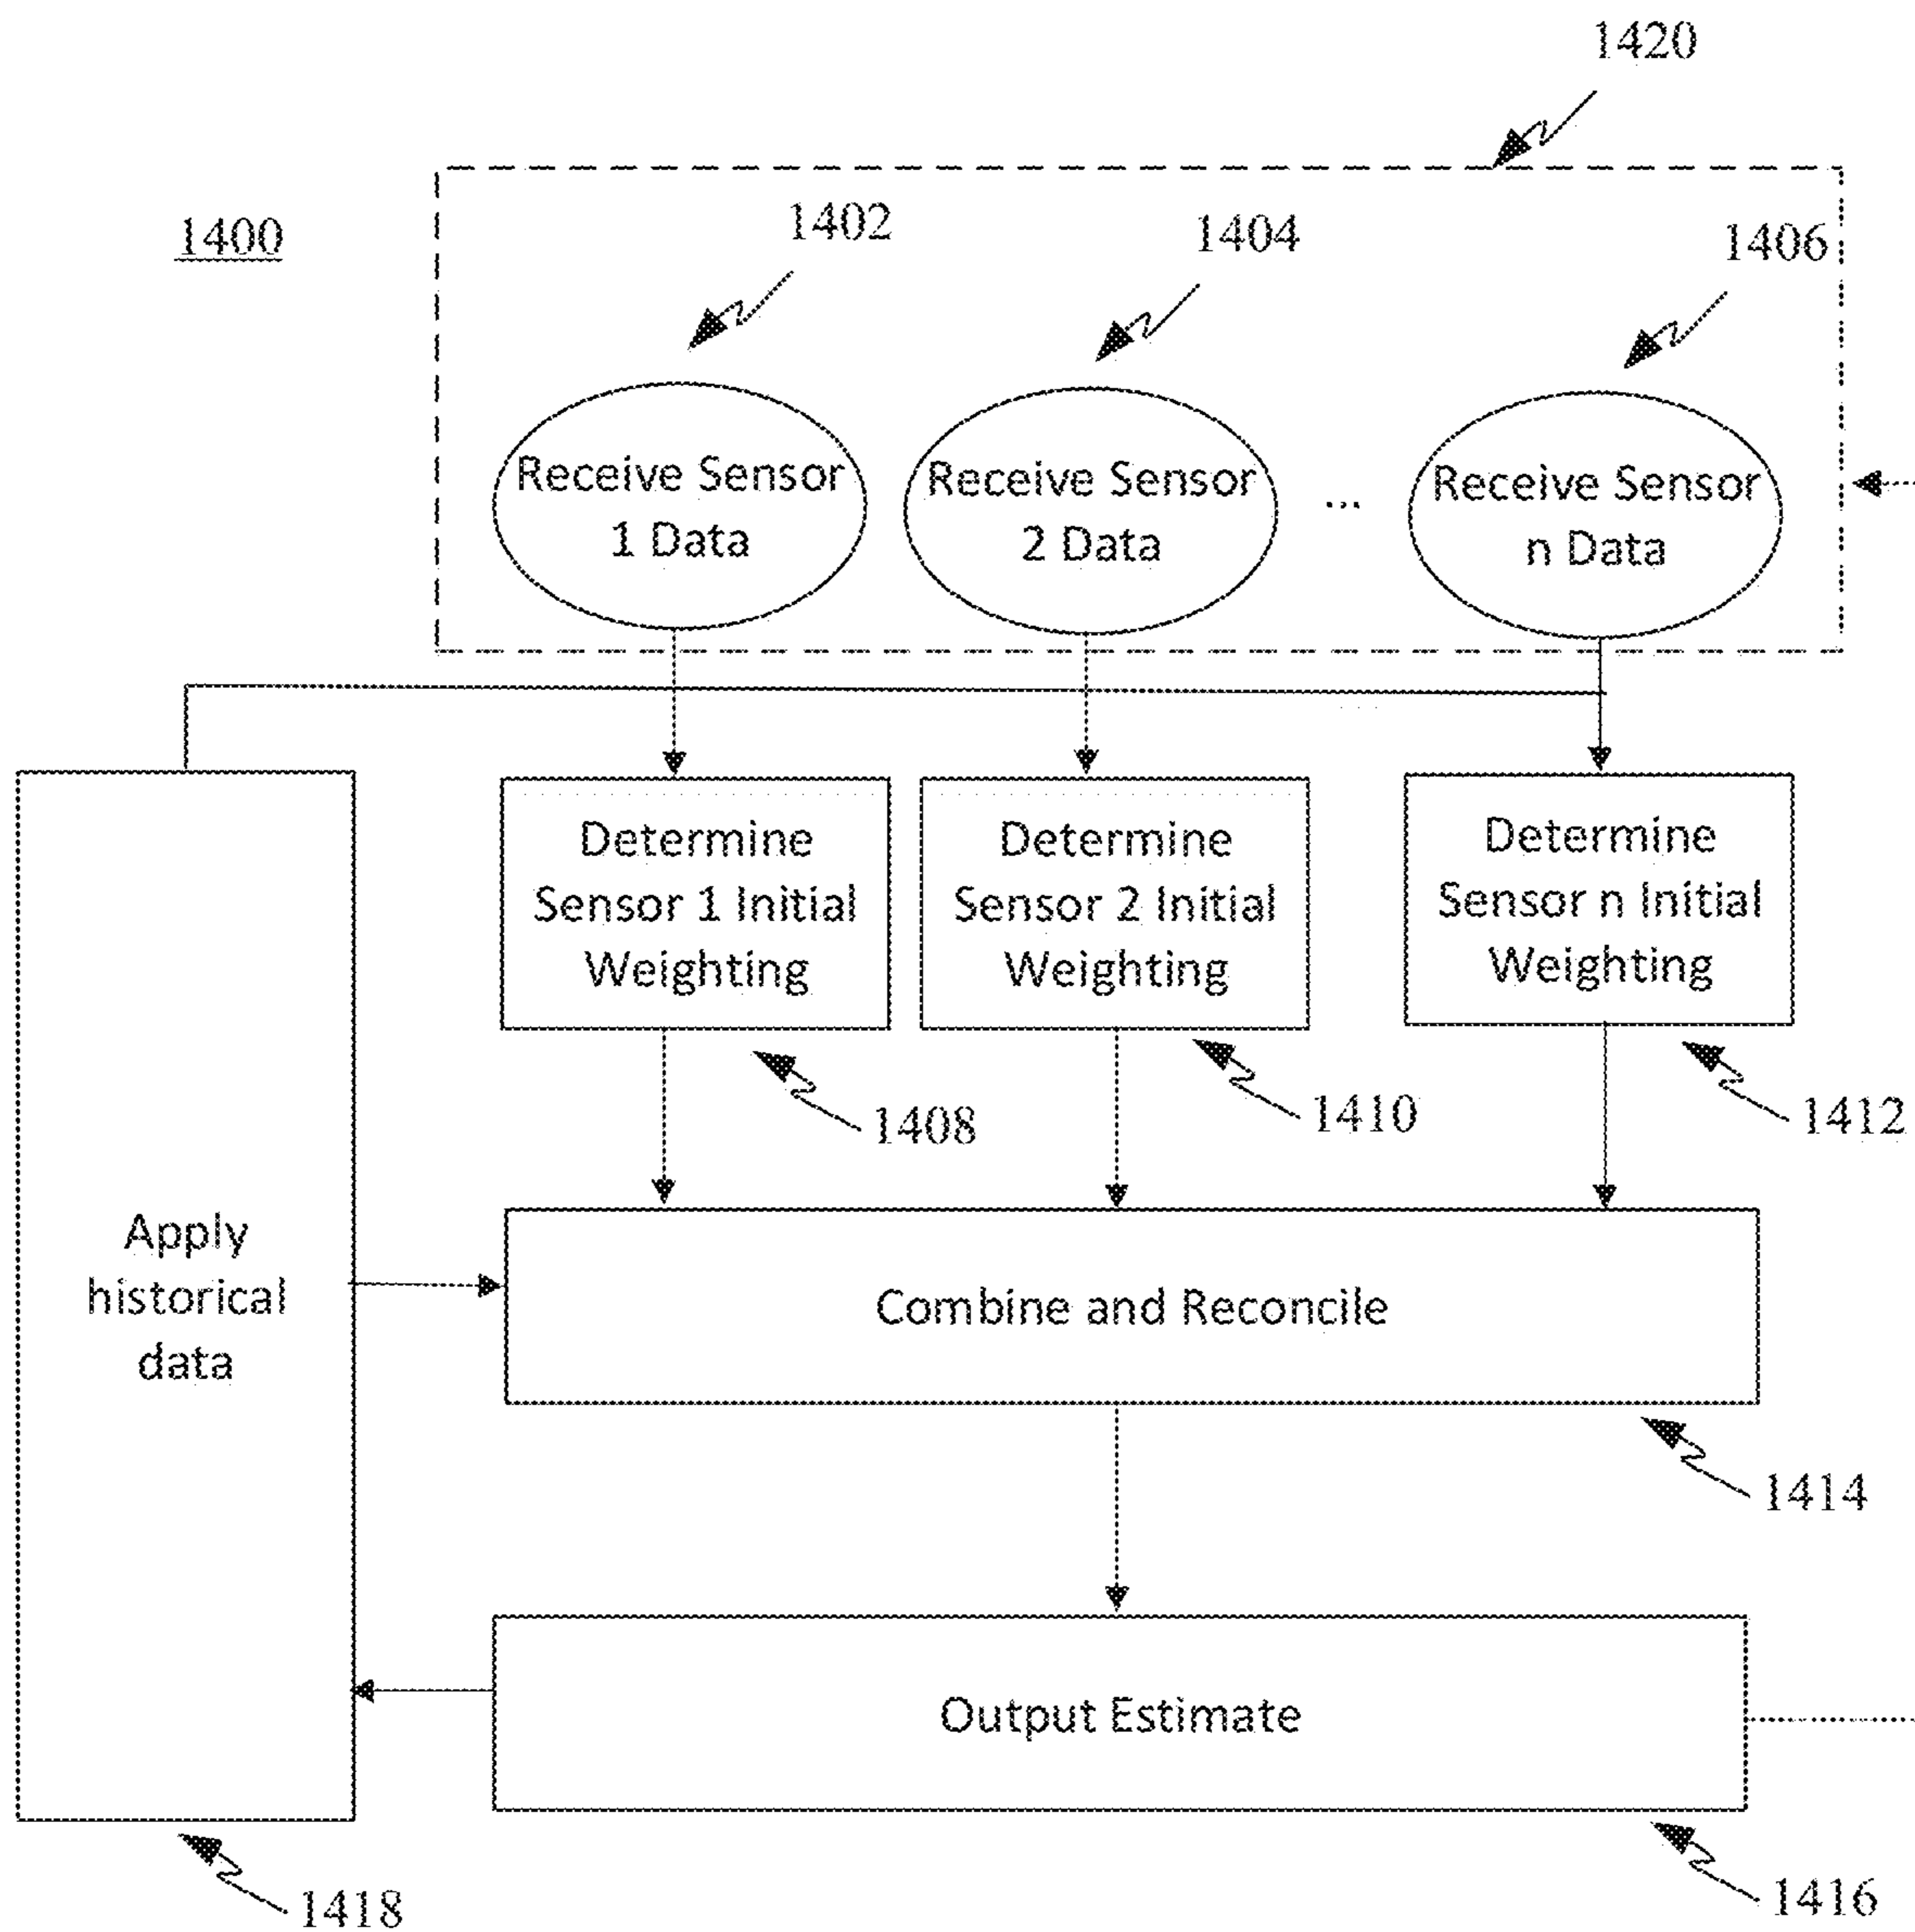 1420
1400
1402
1404
1406
Receive Sensor
1 Data
Receive Sensor
2 Data
...
Receive Sensor
n Data
Determine
Sensor 1 Initial
Weighting
Determine
Sensor 2 Initial
Weighting
Determine
Sensor n Initial
Weighting
1408
1410
1412
Apply
historical
data
Combine and Reconcile
1414
Output Estimate
1416
1418